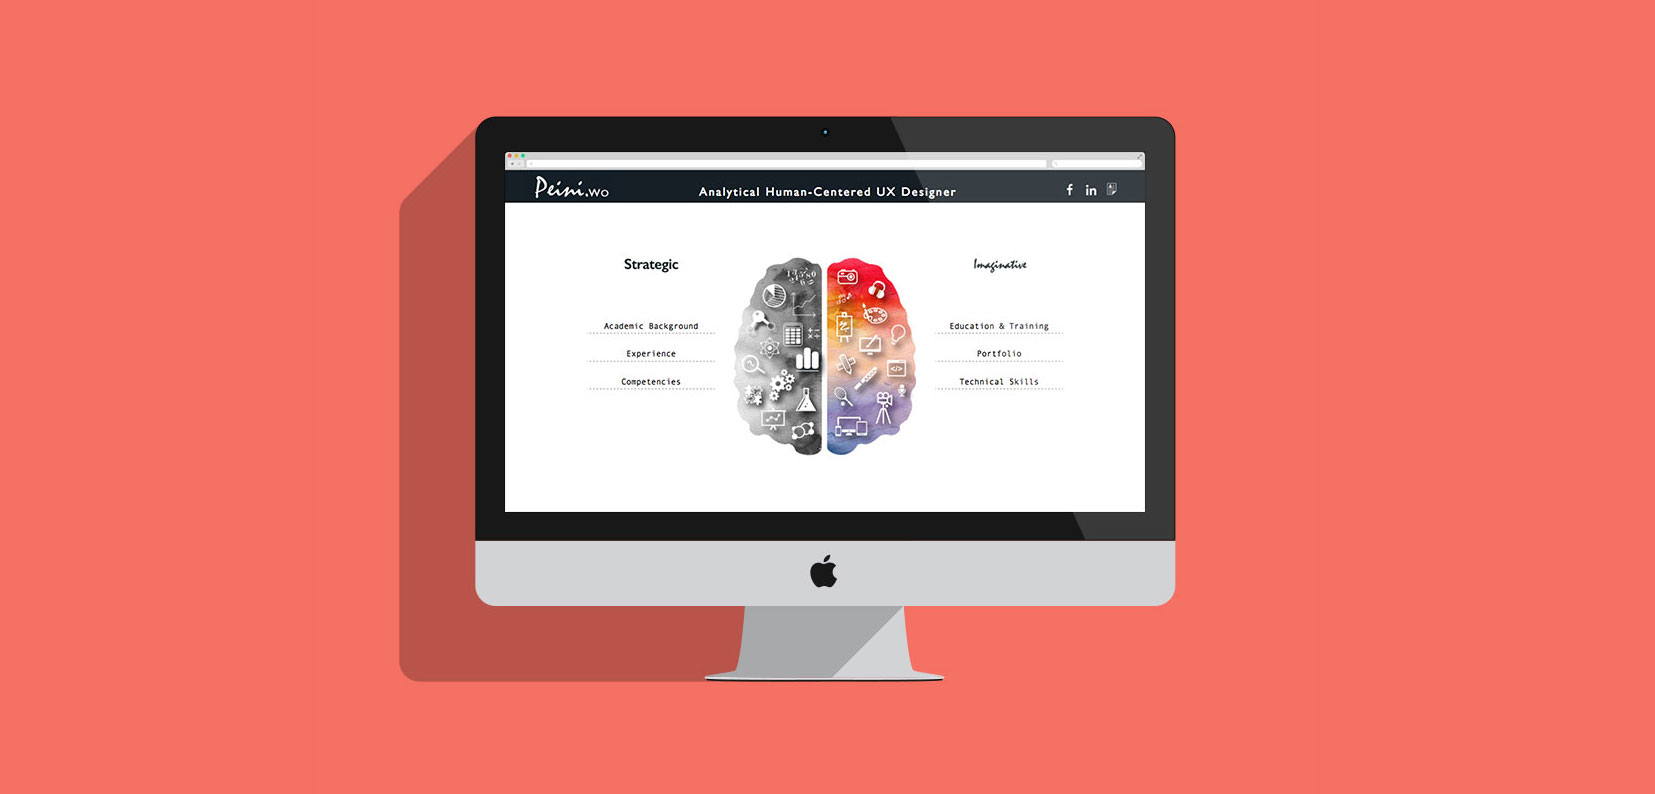 Peini.wo
Analytical Human-Centered UX Designer
f in
Strategic
Academic Background
Experience
Competencies
Imaginative
Education & Training
Portfolio
Technical Skills